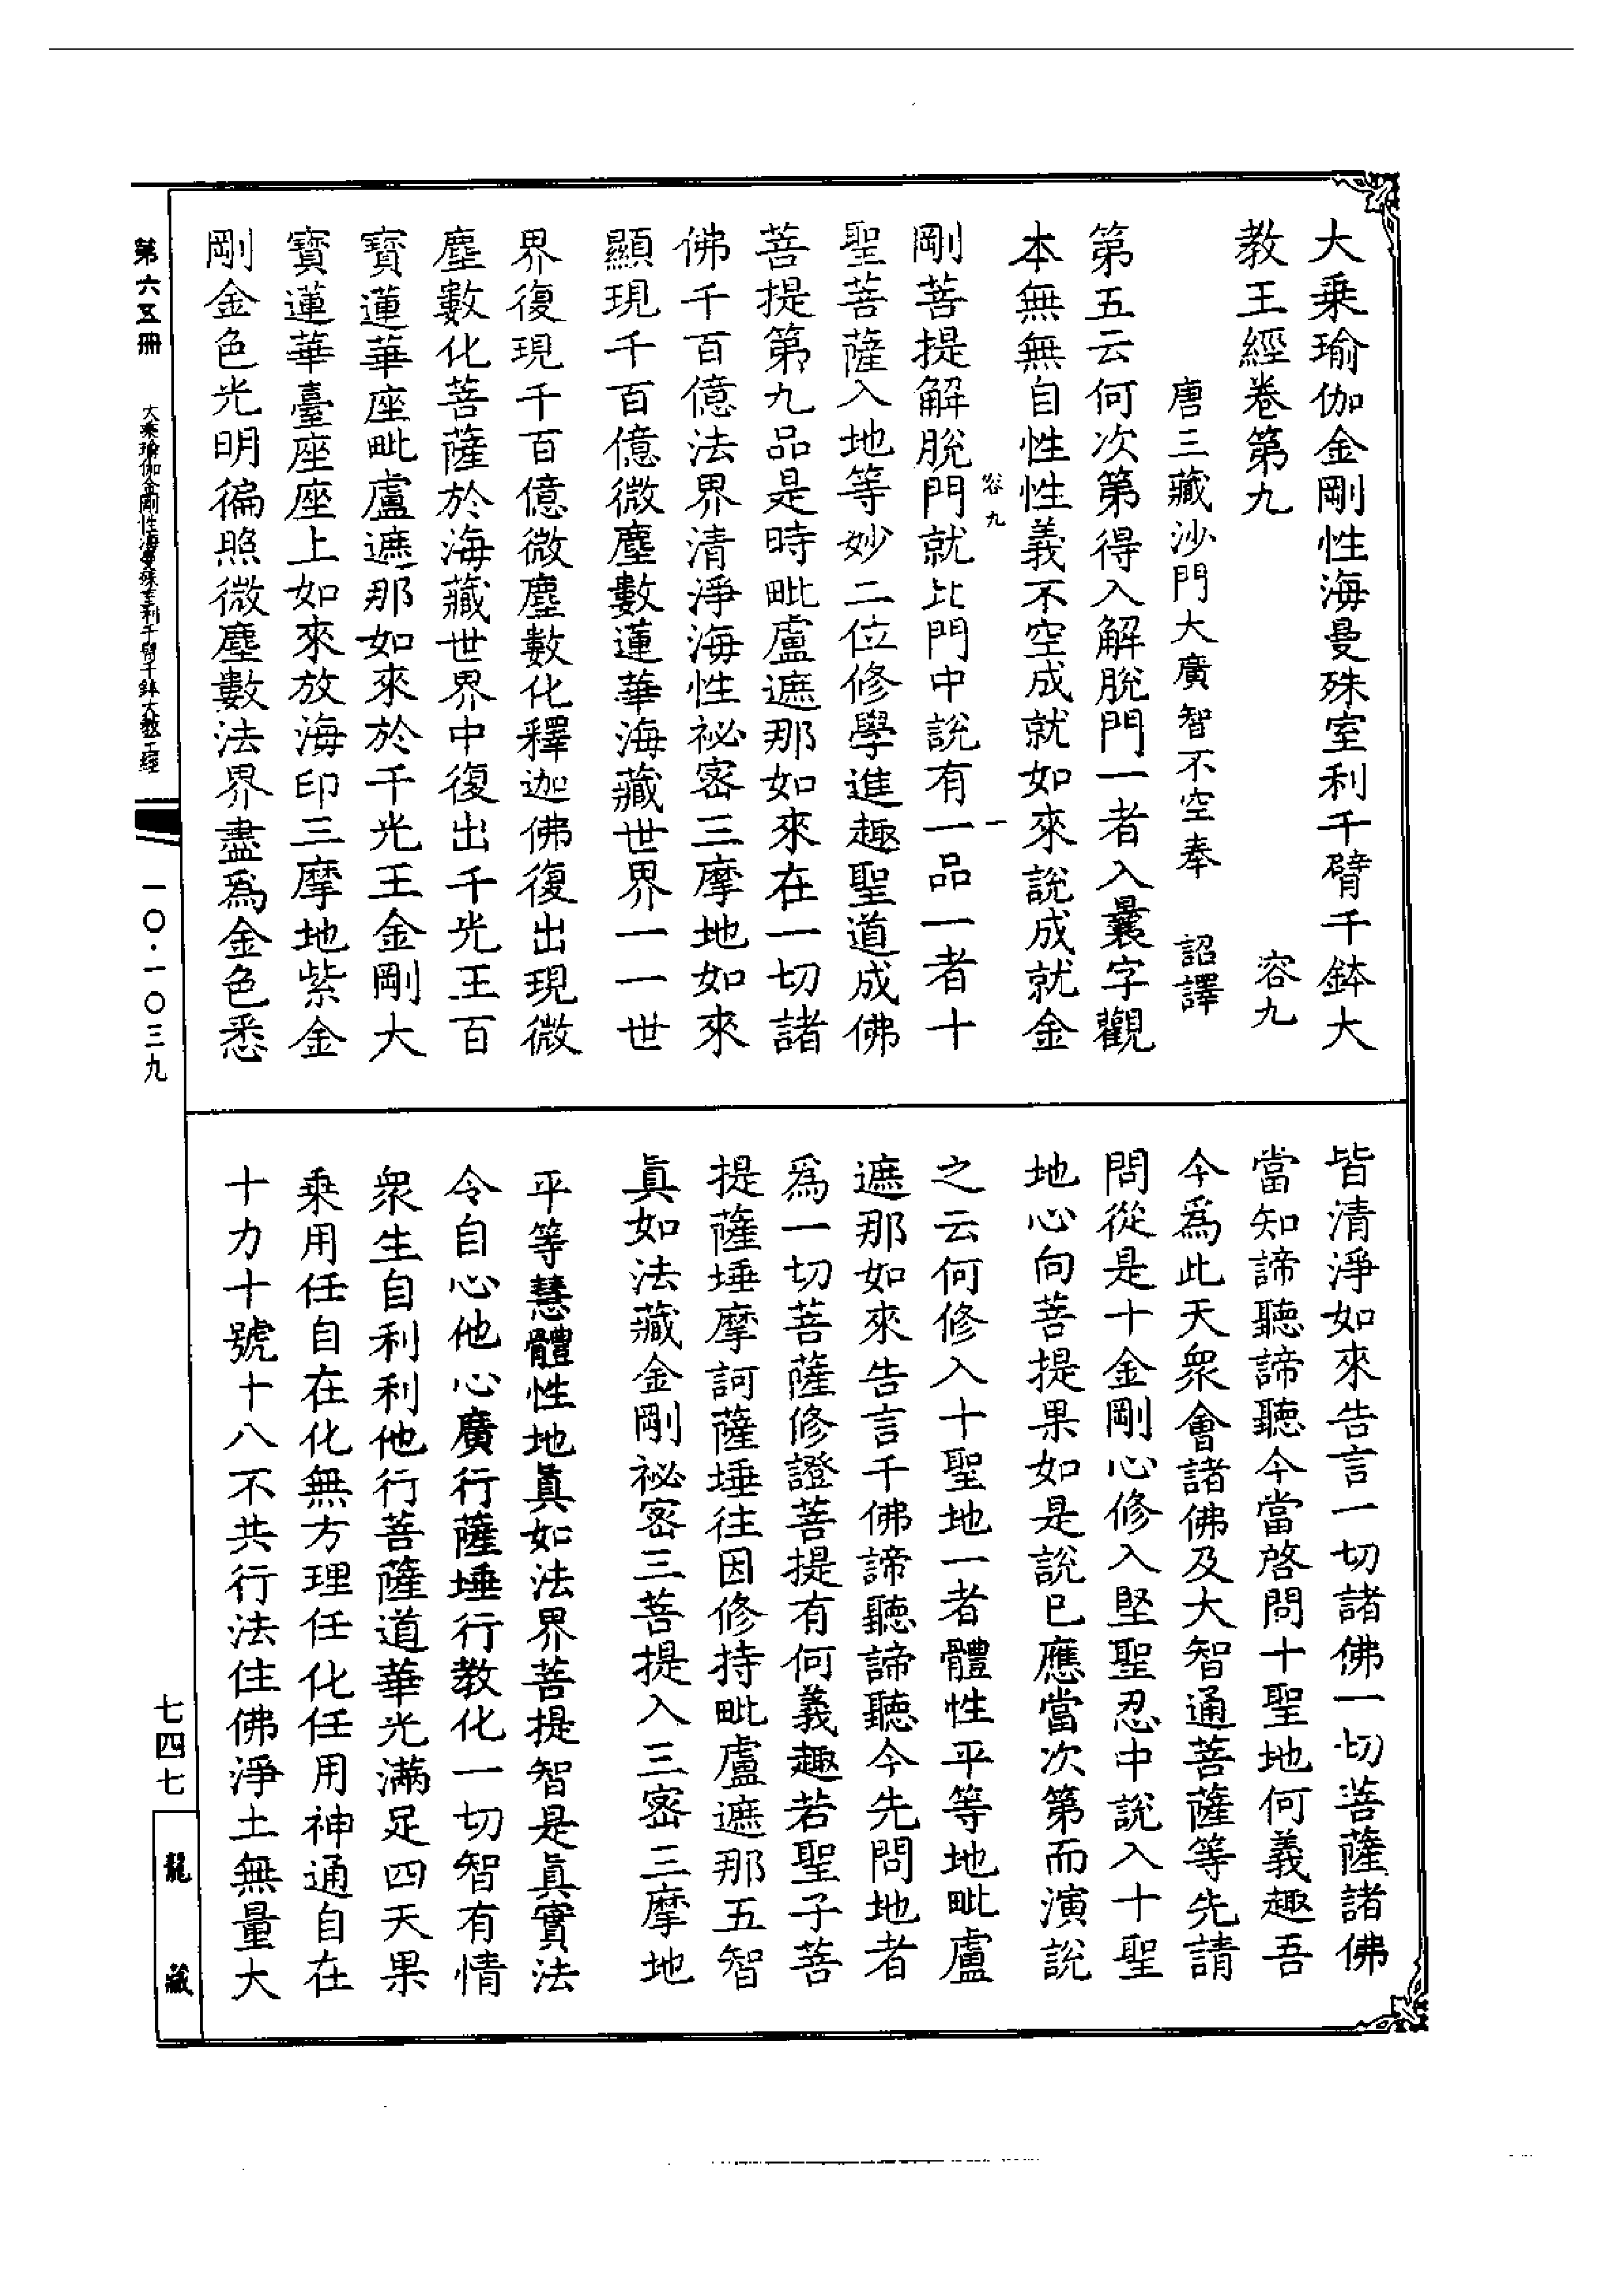 大乘瑜伽金剛性海曼殊室利千臂千鉢大
教王經卷第九 容九
唐三藏沙門大廣智不空奉 詔譯
第五云何次第得入解脫門一者入曩字觀
本無無自性性義不空成就如來說成就金
容九 一
剛菩提解脫門就比門中說有一品一者十
聖菩薩入地等妙二位修學進趣聖道成佛
菩提第九品是時毗盧遮那如來在一切諸
佛千百億法界清淨海性祕密三摩地如來
顯現千百億微塵數蓮華海藏世界一一世
界復現千百億微塵數化釋迦佛復出現微
塵數化菩薩於海藏世界中復出千光王百
寶蓮華座毗盧遮那如來於千光王金剛大
寶蓮華臺座座上如來放海印三摩地紫金
剛金色光明徧照微塵數法界盡爲金色悉
皆清淨如來告言一切諸佛一切菩薩諸佛
當知諦聽諦聽今當啓問十聖地何義趣吾
今爲此天衆會諸佛及大智通菩薩等先請
問從是十金剛心修入堅聖忍中說入十聖
地心向菩提果如是說已應當次第而演說
之云何修入十聖地一者體性平等地毗盧
遮那如來告言千佛諦聽諦聽今先問地者
爲一切菩薩修證菩提有何義趣若聖子菩
提薩埵摩訶薩埵往因修持毗盧遮那五智
眞如法藏金剛祕密三菩提入三密三摩地
平等慧體性地眞如法界菩提智是眞實法
令自心他心廣行薩埵行教化一切智有情
衆生自利利他行菩薩道華光滿足四天果
乘用任自在化無方理任化任用神通自在
十力十號十八不共行法住佛淨土無量大
第六五冊 大乘瑜伽金剛性海曼殊室利千臂千鉢大教王經 一〇·一〇三九
七四七 龍藏